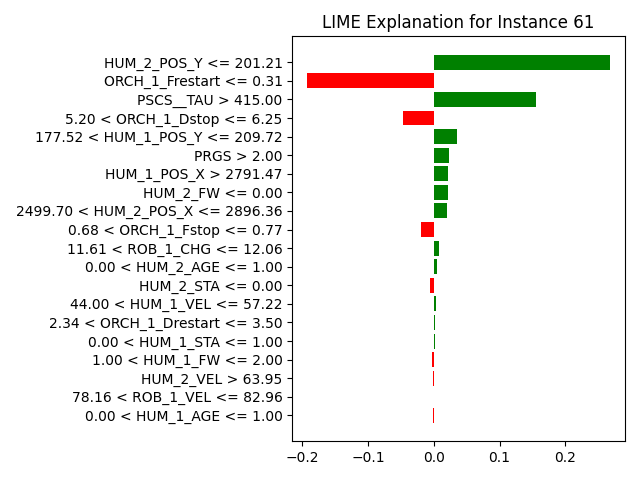 LIME Explanation for Instance 61
HUM_2_POS_Y <= 201.21
ORCH_1_Frestart <= 0.31
PSCS__TAU > 415.00
5.20 < ORCH_1_Dstop <= 6.25
177.52 < HUM_1_POS_Y <= 209.72
PRGS > 2.00
HUM_1_POS_X > 2791.47
HUM_2_FW <= 0.00
2499.70 < HUM_2_POS_X <= 2896.36
0.68 < ORCH_1_Fstop <= 0.77
11.61 < ROB_1_CHG <= 12.06
0.00 < HUM_2_AGE <= 1.00
HUM_2_STA <= 0.00
44.00 < HUM_1_VEL <= 57.22
2.34 < ORCH_1_Drestart <= 3.50
0.00 < HUM_1_STA <= 1.00
1.00 < HUM_1_FW <= 2.00
HUM_2_VEL > 63.95
78.16 < ROB_1_VEL <= 82.96
0.00 < HUM_1_AGE <= 1.00
−0.2 −0.1 0.0 0.1 0.2